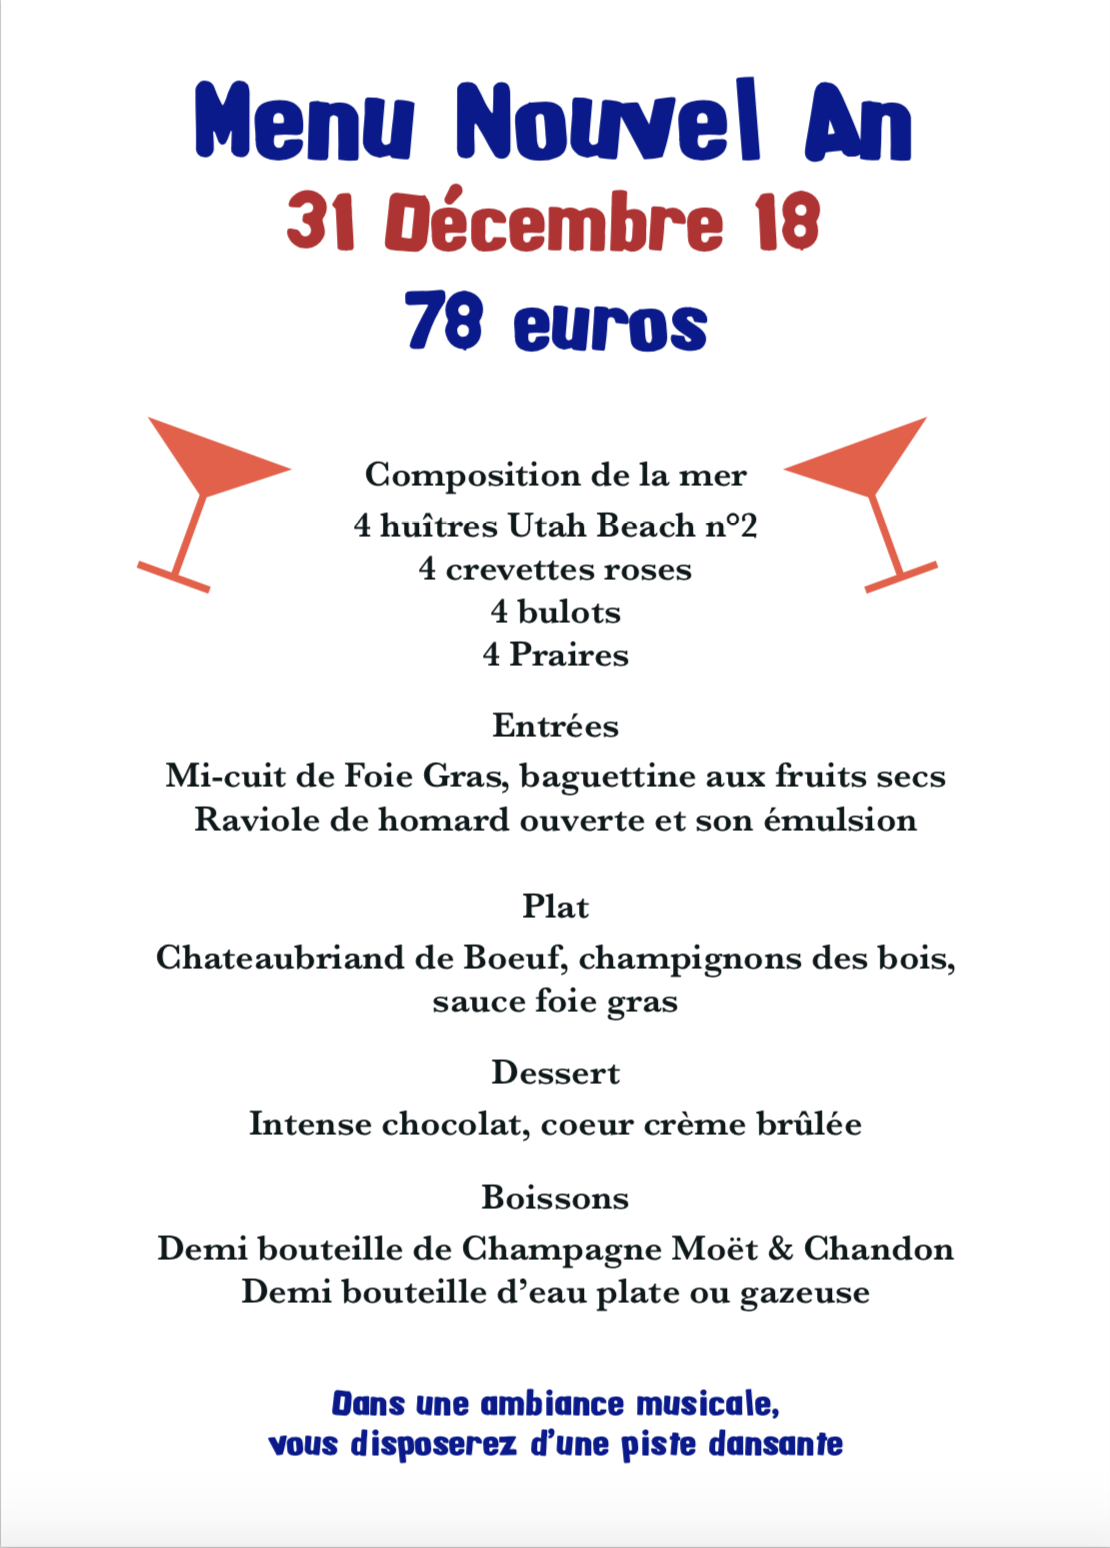 Menu Nouvel An
31 Décembre 18
78 euros
Composition de la mer
4 huîtres Utah Beach n°2
4 crevettes roses
4 bulots
4 Praires
Entrées
Mi-cuit de Foie Gras, baguettine aux fruits secs
Raviole de homard ouverte et son émulsion
Plat
Chateaubriand de Boeuf, champignons des bois,
sauce foie gras
Dessert
Intense chocolat, coeur crème brûlée
Boissons
Demi bouteille de Champagne Moët & Chandon
Demi bouteille d’eau plate ou gazeuse
Dans une ambiance musicale,
vous disposerez d’une piste dansante